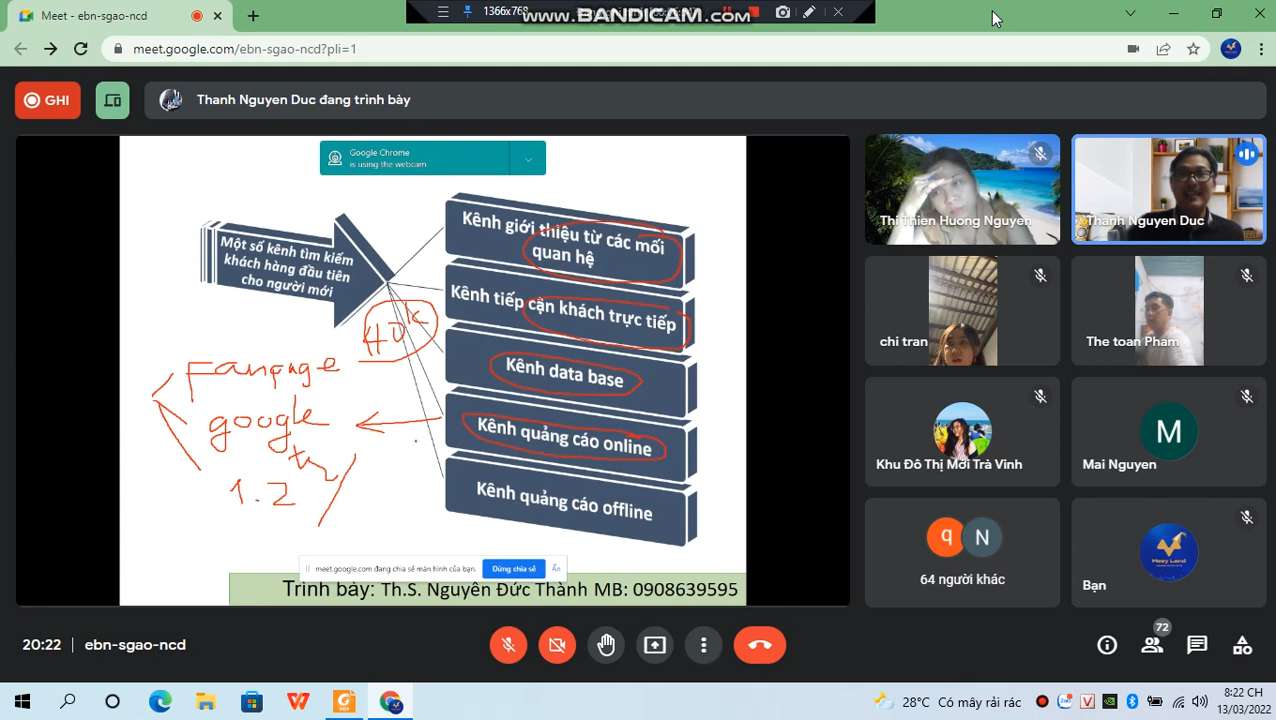 Meet - ebn-sgao-ncd
1366x768
www.BANDICAM.com
meet.google.com/ebn-sgao-ncd?pli=1
GHI
Thanh Nguyen Duc đang trình bày
Google Chrome
is using the webcam
Một số kênh tìm kiếm
khách hàng đầu tiên
cho người mới
Kênh giới thiệu từ các mối
quan hệ
Kênh tiếp cận khách trực tiếp
Kênh data base
Kênh quảng cáo online
Kênh quảng cáo offline
40k
google
1.2
meet.google.com đang chia sẻ màn hình của bạn.
Dừng chia sẻ
Ẩn
Trình bày: Th.S. Nguyễn Đức Thành MB: 0908639595
Thi Thien Huong Nguyen
Thanh Nguyen Duc
chi tran
The toan Pham
Khu Đô Thị Mới Trà Vinh
M
Mai Nguyen
q
N
64 người khác
Bạn
20:22
ebn-sgao-ncd
72
28°C Có mây rải rác
8:22 CH
13/03/2022